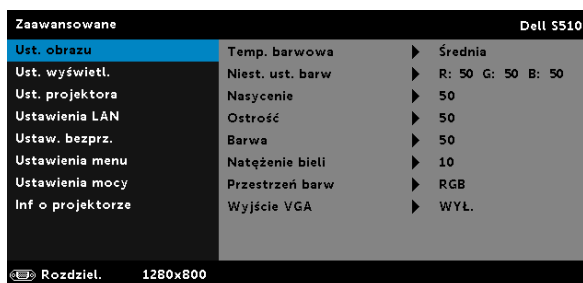 Zaawansowane Dell S510
Ust. obrazu Temp. barwowa Średnia
Ust. wyświetl. Niest. ust. barw R: 50 G: 50 B: 50
Ust. projektora Nasycenie 50
Ustawienia LAN Ostrość 50
Ustaw. bezprz. Barwa 50
Ustawienia menu Natężenie bieli 10
Ustawienia mocy Przestrzeń barw RGB
Inf o projektorze Wyjście VGA WYŁ.
Rozdziel. 1280x800